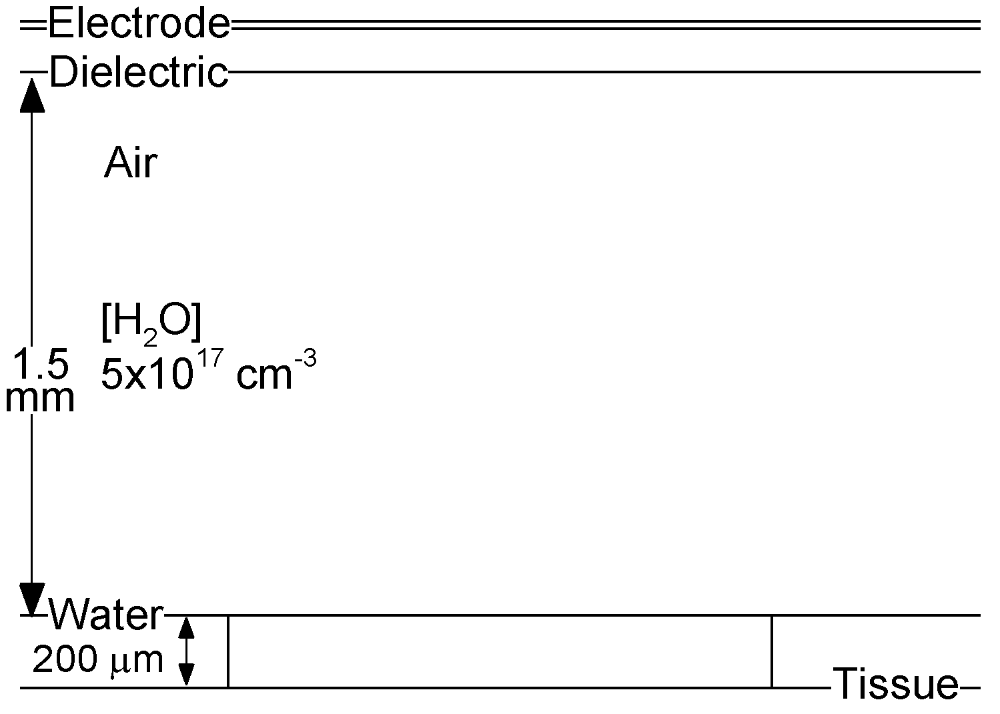 Electrode
Dielectric
Air
[H₂O]
5x10¹⁷ cm⁻³
1.5
mm
Water
200 μm
Tissue